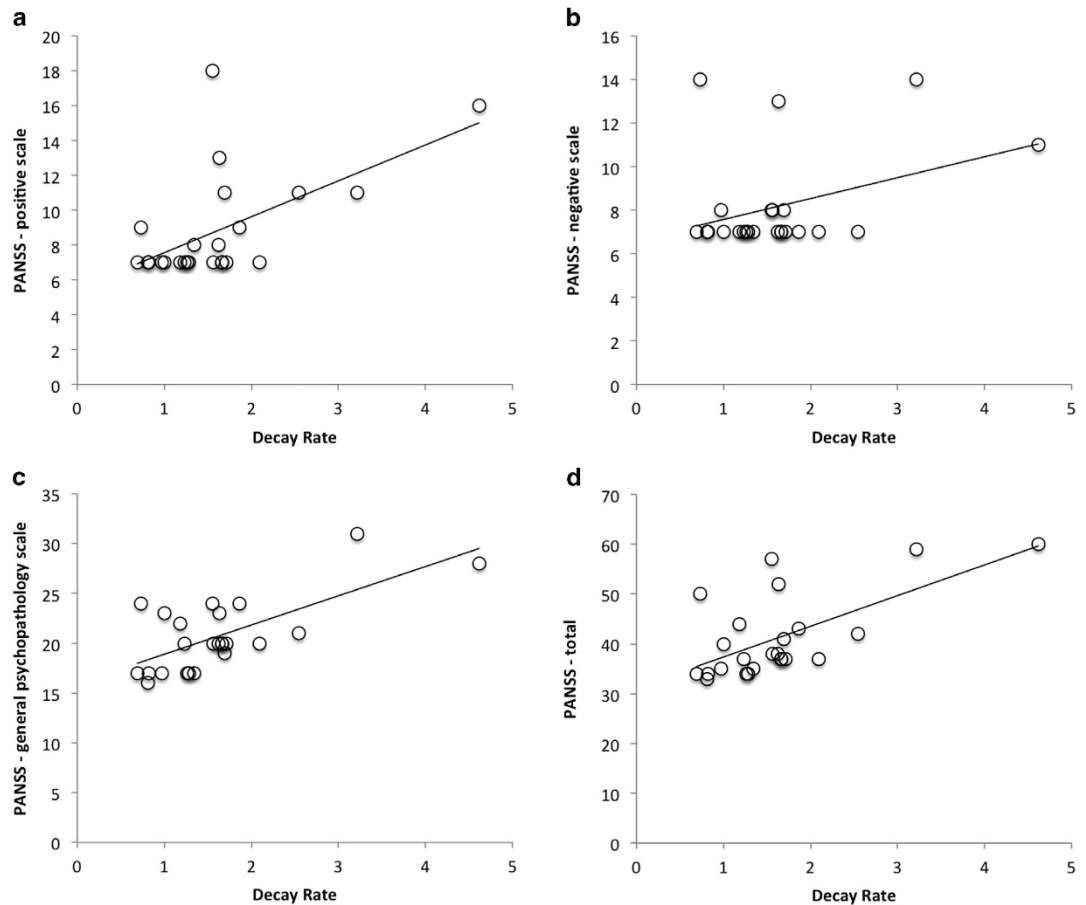 a
20
18
16
14
12
10
8
6
4
2
0
PANSS - positive scale
0 1 2 3 4 5
Decay Rate
b
16
14
12
10
8
6
4
2
0
PANSS - negative scale
0 1 2 3 4 5
Decay Rate
c
35
30
25
20
15
10
5
0
PANSS - general psychopathology scale
0 1 2 3 4 5
Decay Rate
d
70
60
50
40
30
20
10
0
PANSS - total
0 1 2 3 4 5
Decay Rate